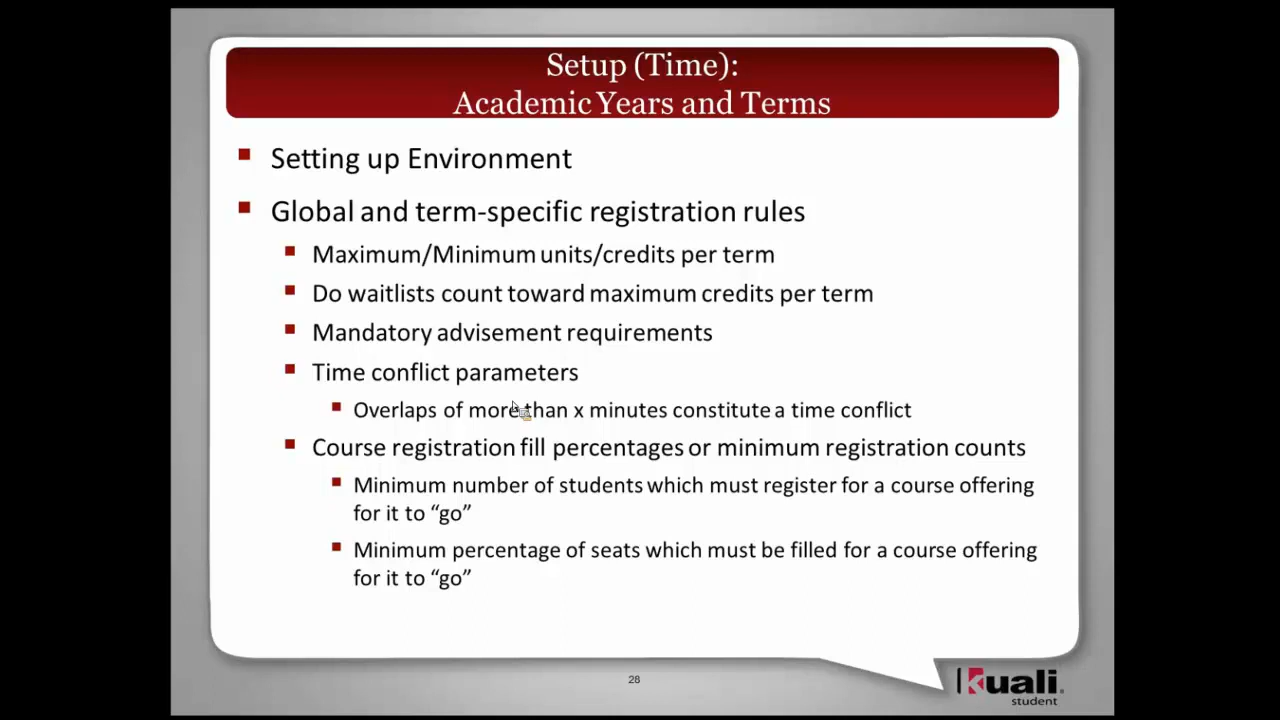 Setup (Time):
Academic Years and Terms
Setting up Environment
Global and term-specific registration rules
Maximum/Minimum units/credits per term
Do waitlists count toward maximum credits per term
Mandatory advisement requirements
Time conflict parameters
Overlaps of more than x minutes constitute a time conflict
Course registration fill percentages or minimum registration counts
Minimum number of students which must register for a course offering
for it to “go”
Minimum percentage of seats which must be filled for a course offering
for it to “go”
28
Kuali
student